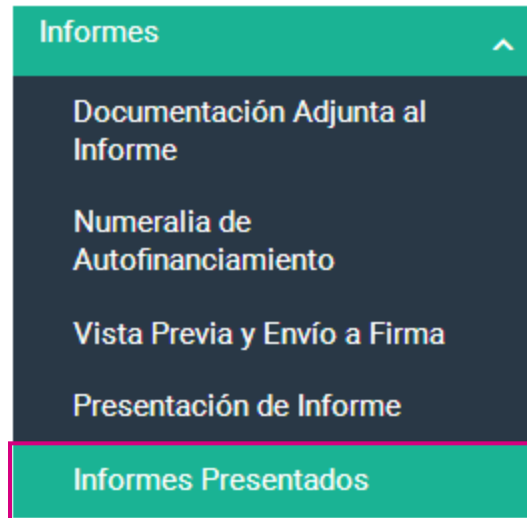 Informes
Documentación Adjunta al
Informe
Numeralia de
Autofinanciamiento
Vista Previa y Envío a Firma
Presentación de Informe
Informes Presentados